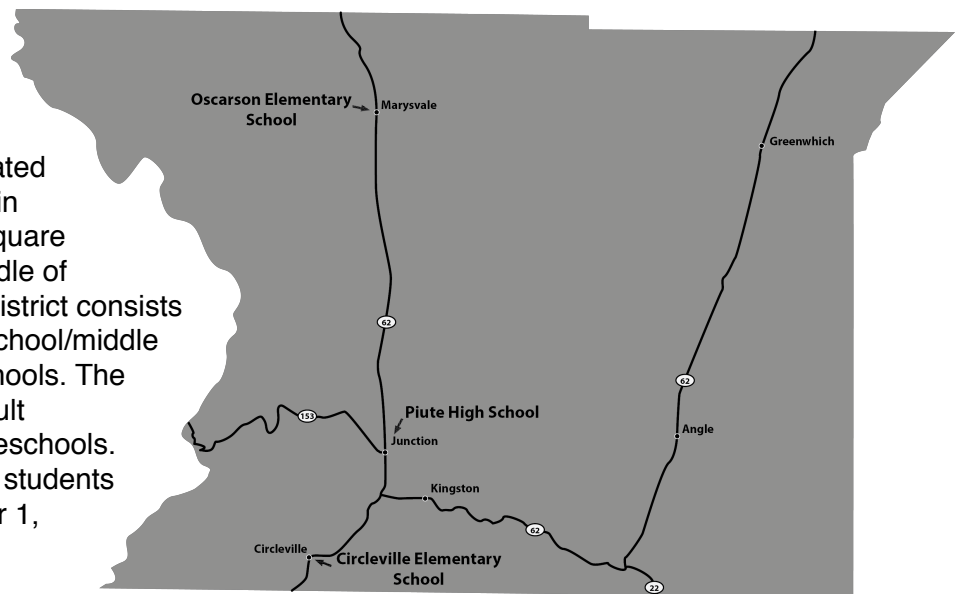 Oscarson Elementary
School
Marysvale
Greenwhich
ated
in
quare
dle of
istrict consists
chool/middle
hools. The
ult
eschools.
students
r 1,
62
62
153
Piute High School
Junction
Angle
Kingston
62
Circleville
Circleville Elementary
School
22